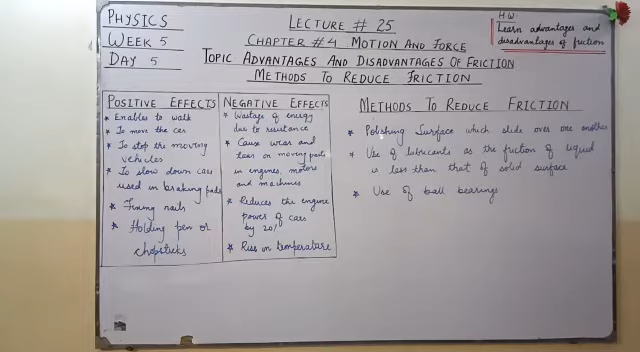 PHYSICS
WEEK 5
DAY 5
LECTURE # 25
CHAPTER #4 MOTION AND FORCE
TOPIC ADVANTAGES AND DISADVANTAGES OF FRICTION
METHODS TO REDUCE FRICTION
H.W:
Learn advantages and
disadvantages of friction
POSITIVE EFFECTS
* Enables to walk
* To move the car
* To stop the moving
vehicles
* To slow down cars
used in braking pads
* Fixing nails
* Holding pen or
chopsticks
NEGATIVE EFFECTS
* Wastage of energy
due to resistance
* Cause wear and
tear on moving parts
in engines, motors
and machines
* Reduces the engine
power of cars
by 20%
* Rise on temperature
METHODS TO REDUCE FRICTION
* Polishing Surface which slide over one another
* Use of lubricants as the friction of liquid
is less than that of solid surface
* Use of ball bearings